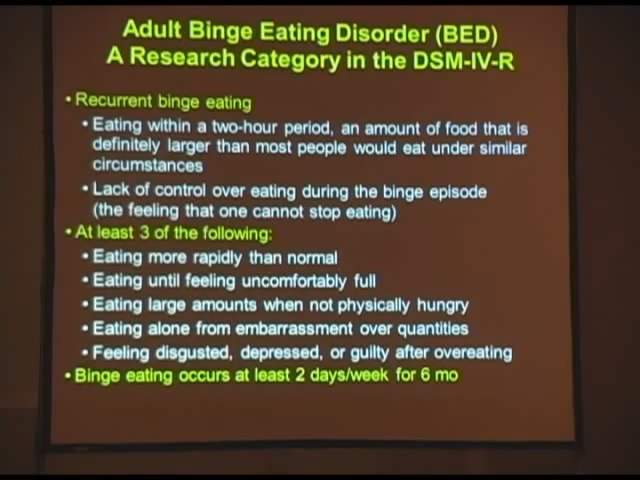 Adult Binge Eating Disorder (BED)
A Research Category in the DSM-IV-R
• Recurrent binge eating
• Eating within a two-hour period, an amount of food that is
definitely larger than most people would eat under similar
circumstances
• Lack of control over eating during the binge episode
(the feeling that one cannot stop eating)
• At least 3 of the following:
• Eating more rapidly than normal
• Eating until feeling uncomfortably full
• Eating large amounts when not physically hungry
• Eating alone from embarrassment over quantities
• Feeling disgusted, depressed, or guilty after overeating
• Binge eating occurs at least 2 days/week for 6 mo